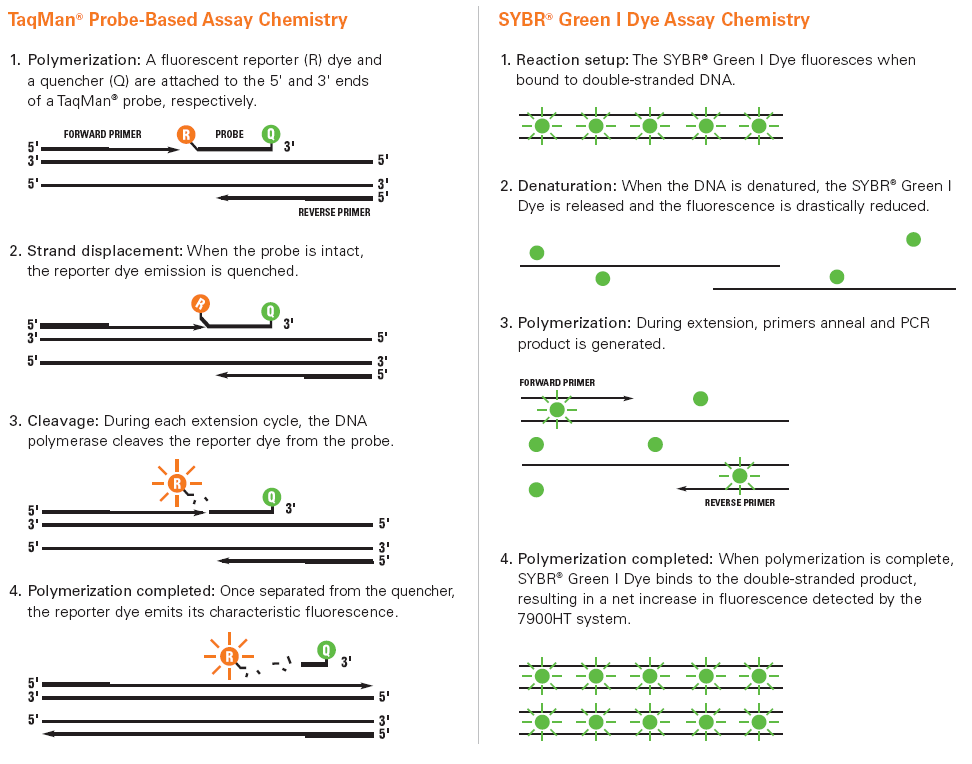 TaqMan® Probe-Based Assay Chemistry
1. Polymerization: A fluorescent reporter (R) dye and
a quencher (Q) are attached to the 5' and 3' ends
of a TaqMan® probe, respectively.
FORWARD PRIMER R PROBE Q
5' 3'
3' 5'
5' 3'
5'
REVERSE PRIMER
2. Strand displacement: When the probe is intact,
the reporter dye emission is quenched.
R Q
5' 3'
3' 5'
5' 3'
5'
3. Cleavage: During each extension cycle, the DNA
polymerase cleaves the reporter dye from the probe.
R Q
5' 3'
3' 5'
5' 3'
5'
4. Polymerization completed: Once separated from the quencher,
the reporter dye emits its characteristic fluorescence.
R Q
3'
5'
3' 5'
5' 3'
5'
SYBR® Green I Dye Assay Chemistry
1. Reaction setup: The SYBR® Green I Dye fluoresces when
bound to double-stranded DNA.
2. Denaturation: When the DNA is denatured, the SYBR® Green I
Dye is released and the fluorescence is drastically reduced.
3. Polymerization: During extension, primers anneal and PCR
product is generated.
FORWARD PRIMER
REVERSE PRIMER
4. Polymerization completed: When polymerization is complete,
SYBR® Green I Dye binds to the double-stranded product,
resulting in a net increase in fluorescence detected by the
7900HT system.